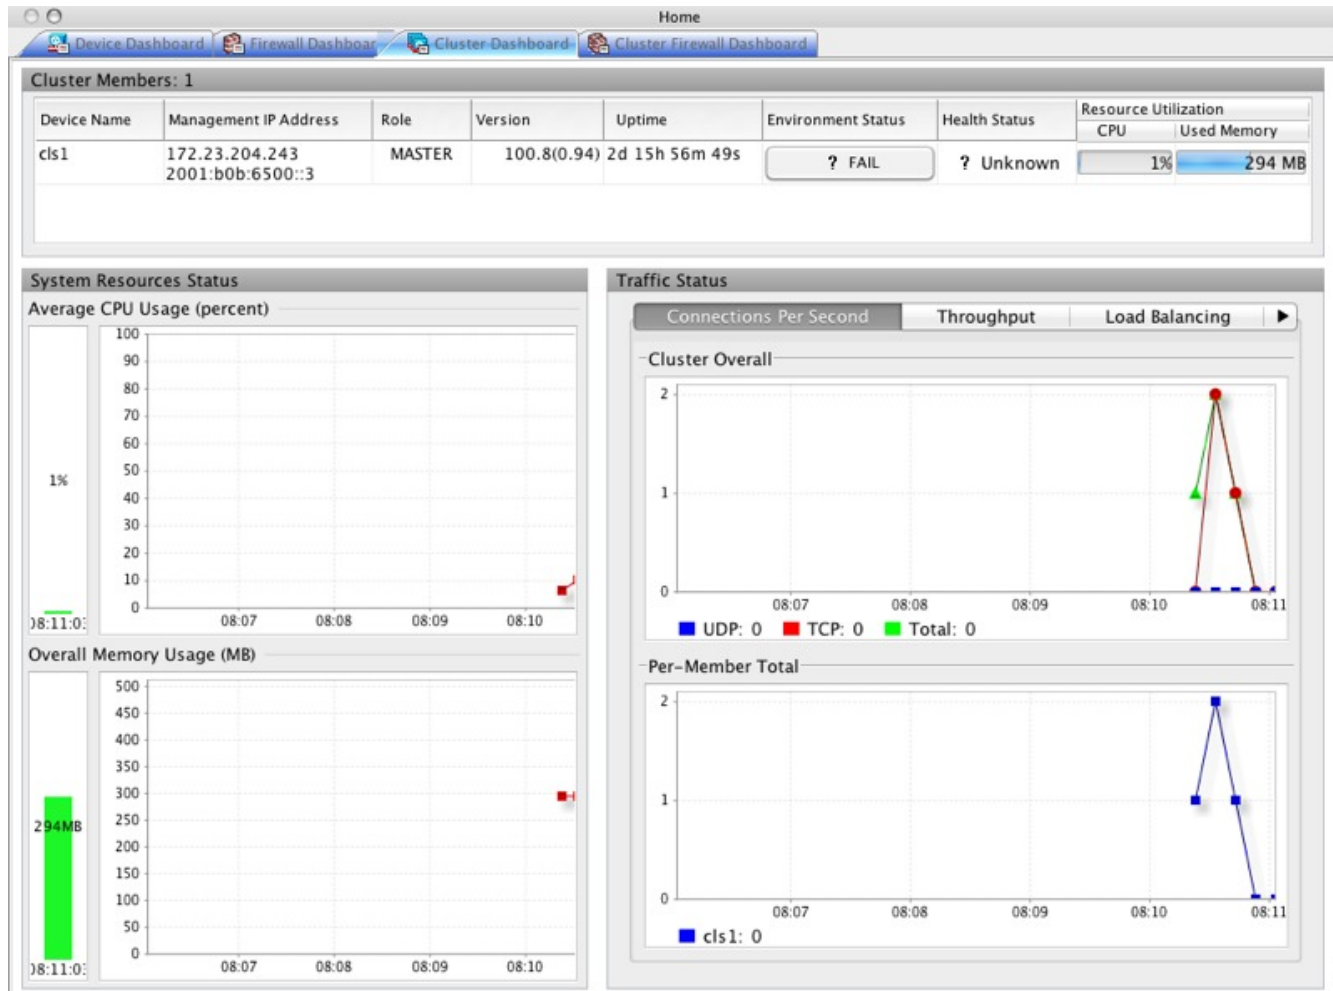 Home
Device Dashboard Firewall Dashboar Cluster Dashboard Cluster Firewall Dashboard
Cluster Members: 1
Device Name Management IP Address Role Version Uptime Environment Status Health Status Resource Utilization
CPU Used Memory
cls1 172.23.204.243 MASTER 100.8(0.94) 2d 15h 56m 49s ? FAIL ? Unknown 1% 294 MB
2001:b0b:6500::3
System Resources Status
Average CPU Usage (percent)
100
90
80
70
60
50
1%
40
30
20
10
0
08:07 08:08 08:09 08:10
08:11:03
Overall Memory Usage (MB)
500
450
400
350
300
294MB
250
200
150
100
50
0
08:07 08:08 08:09 08:10
08:11:03
Traffic Status
Connections Per Second Throughput Load Balancing
Cluster Overall
2
1
0
08:07 08:08 08:09 08:10 08:11
UDP: 0 TCP: 0 Total: 0
Per-Member Total
2
1
0
08:07 08:08 08:09 08:10 08:11
cls1: 0